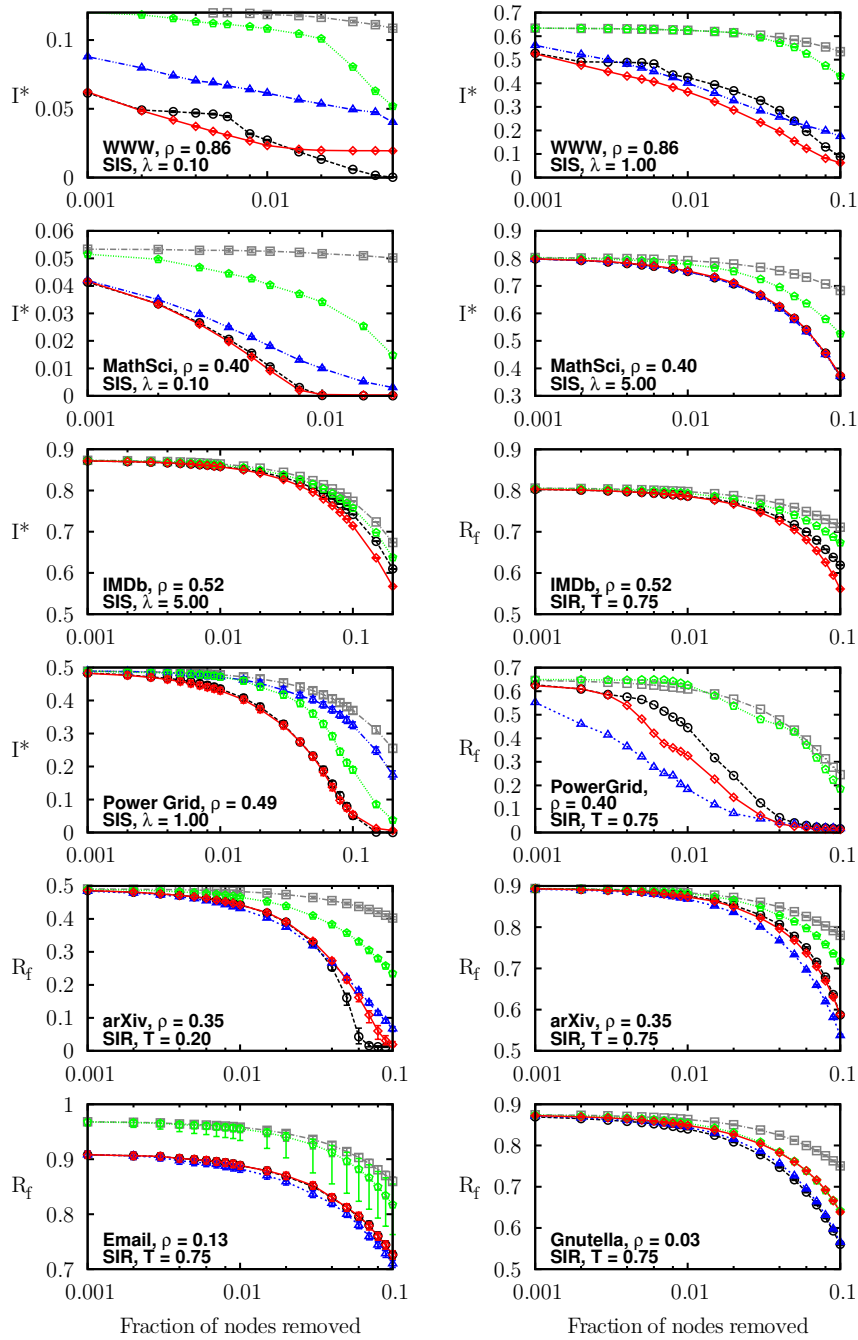 0.1
0.05
0
I*
WWW, ρ = 0.86
SIS, λ = 0.10
0.001
0.01
0.7
0.6
0.5
0.4
0.3
0.2
0.1
0
I*
WWW, ρ = 0.86
SIS, λ = 1.00
0.001
0.01
0.1
0.06
0.05
0.04
0.03
0.02
0.01
0
I*
MathSci, ρ = 0.40
SIS, λ = 0.10
0.001
0.01
0.9
0.8
0.7
0.6
0.5
0.4
0.3
I*
MathSci, ρ = 0.40
SIS, λ = 5.00
0.001
0.01
0.1
0.9
0.8
0.7
0.6
0.5
I*
IMDb, ρ = 0.52
SIS, λ = 5.00
0.001
0.01
0.1
0.9
0.8
0.7
0.6
0.5
R_f
IMDb, ρ = 0.52
SIR, T = 0.75
0.001
0.01
0.1
0.5
0.4
0.3
0.2
0.1
0
I*
Power Grid, ρ = 0.49
SIS, λ = 1.00
0.001
0.01
0.1
0.7
0.6
0.5
0.4
0.3
0.2
0.1
0
R_f
PowerGrid,
ρ = 0.40
SIR, T = 0.75
0.001
0.01
0.1
0.5
0.4
0.3
0.2
0.1
0
R_f
arXiv, ρ = 0.35
SIR, T = 0.20
0.001
0.01
0.1
0.9
0.8
0.7
0.6
0.5
R_f
arXiv, ρ = 0.35
SIR, T = 0.75
0.001
0.01
0.1
1
0.9
0.8
0.7
R_f
Email, ρ = 0.13
SIR, T = 0.75
0.001
0.01
0.1
Fraction of nodes removed
0.9
0.8
0.7
0.6
0.5
R_f
Gnutella, ρ = 0.03
SIR, T = 0.75
0.001
0.01
0.1
Fraction of nodes removed